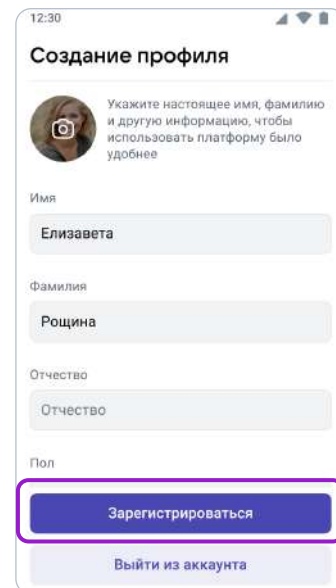 12:30
Создание профиля
Укажите настоящее имя, фамилию
и другую информацию, чтобы
использовать платформу было
удобнее
Имя
Елизавета
Фамилия
Рощина
Отчество
Отчество
Пол
Зарегистрироваться
Выйти из аккаунта